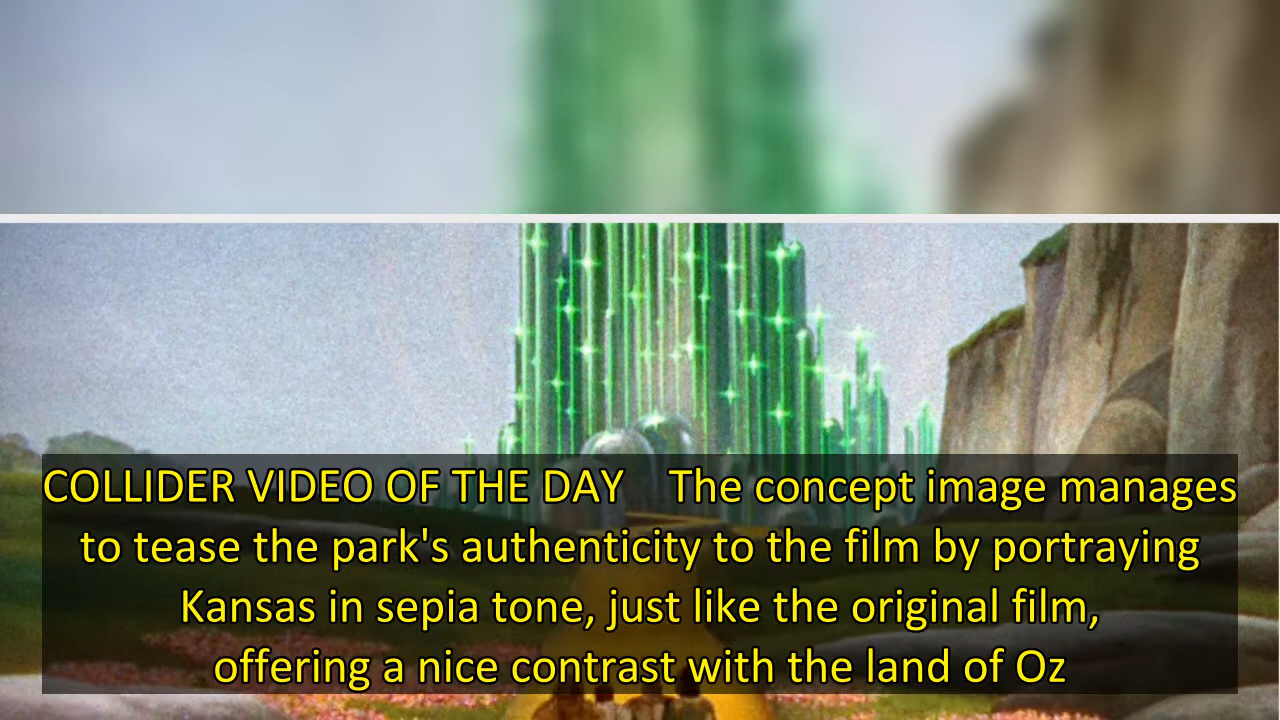 COLLIDER VIDEO OF THE DAY    The concept image manages
to tease the park's authenticity to the film by portraying
Kansas in sepia tone, just like the original film,
offering a nice contrast with the land of Oz